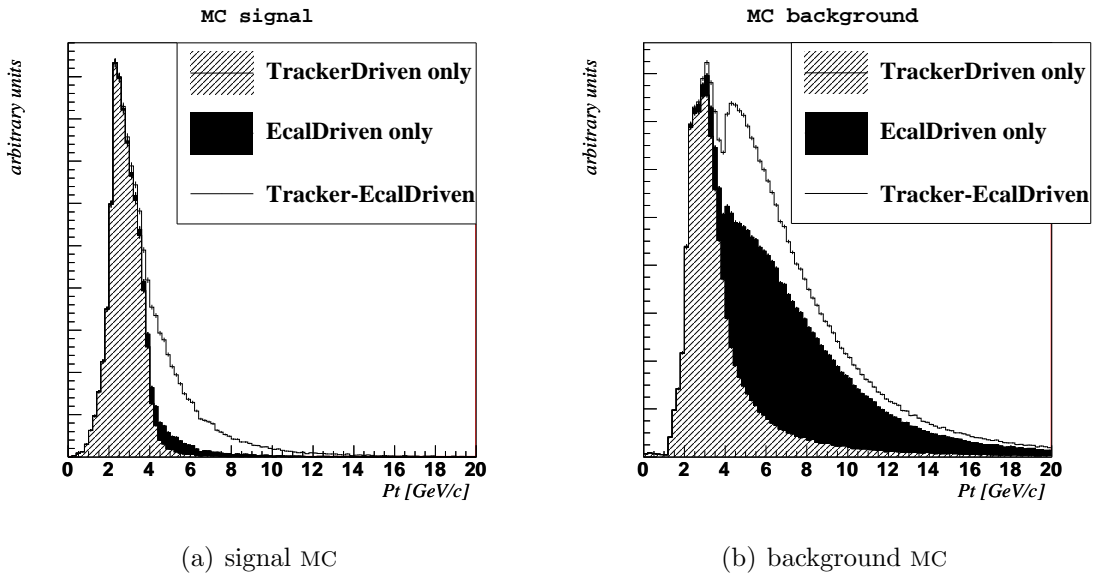 MC signal
arbitrary units
TrackerDriven only
EcalDriven only
Tracker-EcalDriven
0 2 4 6 8 10 12 14 16 18 20
Pt [GeV/c]
(a) signal MC
MC background
arbitrary units
TrackerDriven only
EcalDriven only
Tracker-EcalDriven
0 2 4 6 8 10 12 14 16 18 20
Pt [GeV/c]
(b) background MC